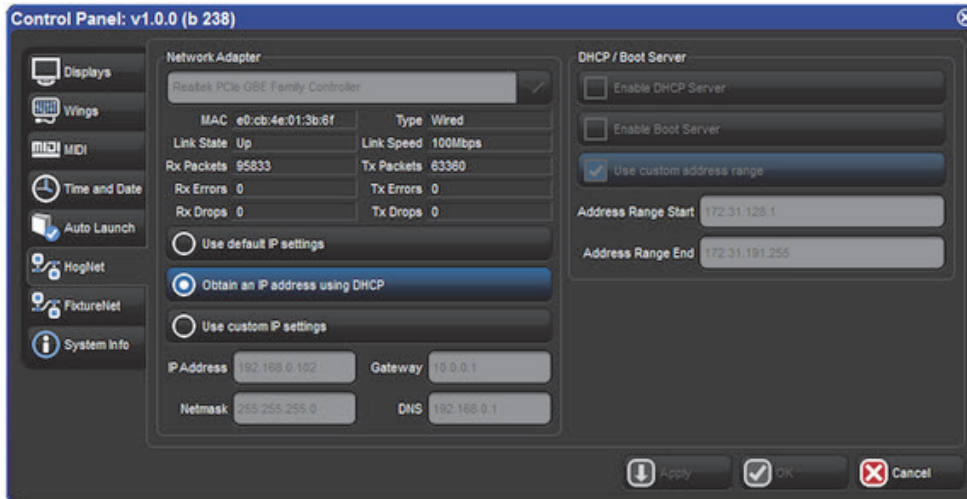 Control Panel: v1.0.0 (b 238)
Displays
Wings
MIDI MIDI
Time and Date
Auto Launch
HogNet
FixtureNet
System Info
Network Adapter
Realtek PCIe GBE Family Controller
MAC e0:cb:4e:01:3b:6f Type Wired
Link State Up Link Speed 100Mbps
Rx Packets 95833 Tx Packets 63360
Rx Errors 0 Tx Errors 0
Rx Drops 0 Tx Drops 0
Use default IP settings
Obtain an IP address using DHCP
Use custom IP settings
IP Address 192.168.0.102 Gateway 10.0.0.1
Netmask 255.255.255.0 DNS 192.168.0.1
DHCP / Boot Server
Enable DHCP Server
Enable Boot Server
Use custom address range
Address Range Start 172.31.128.1
Address Range End 172.31.191.255
Apply OK Cancel